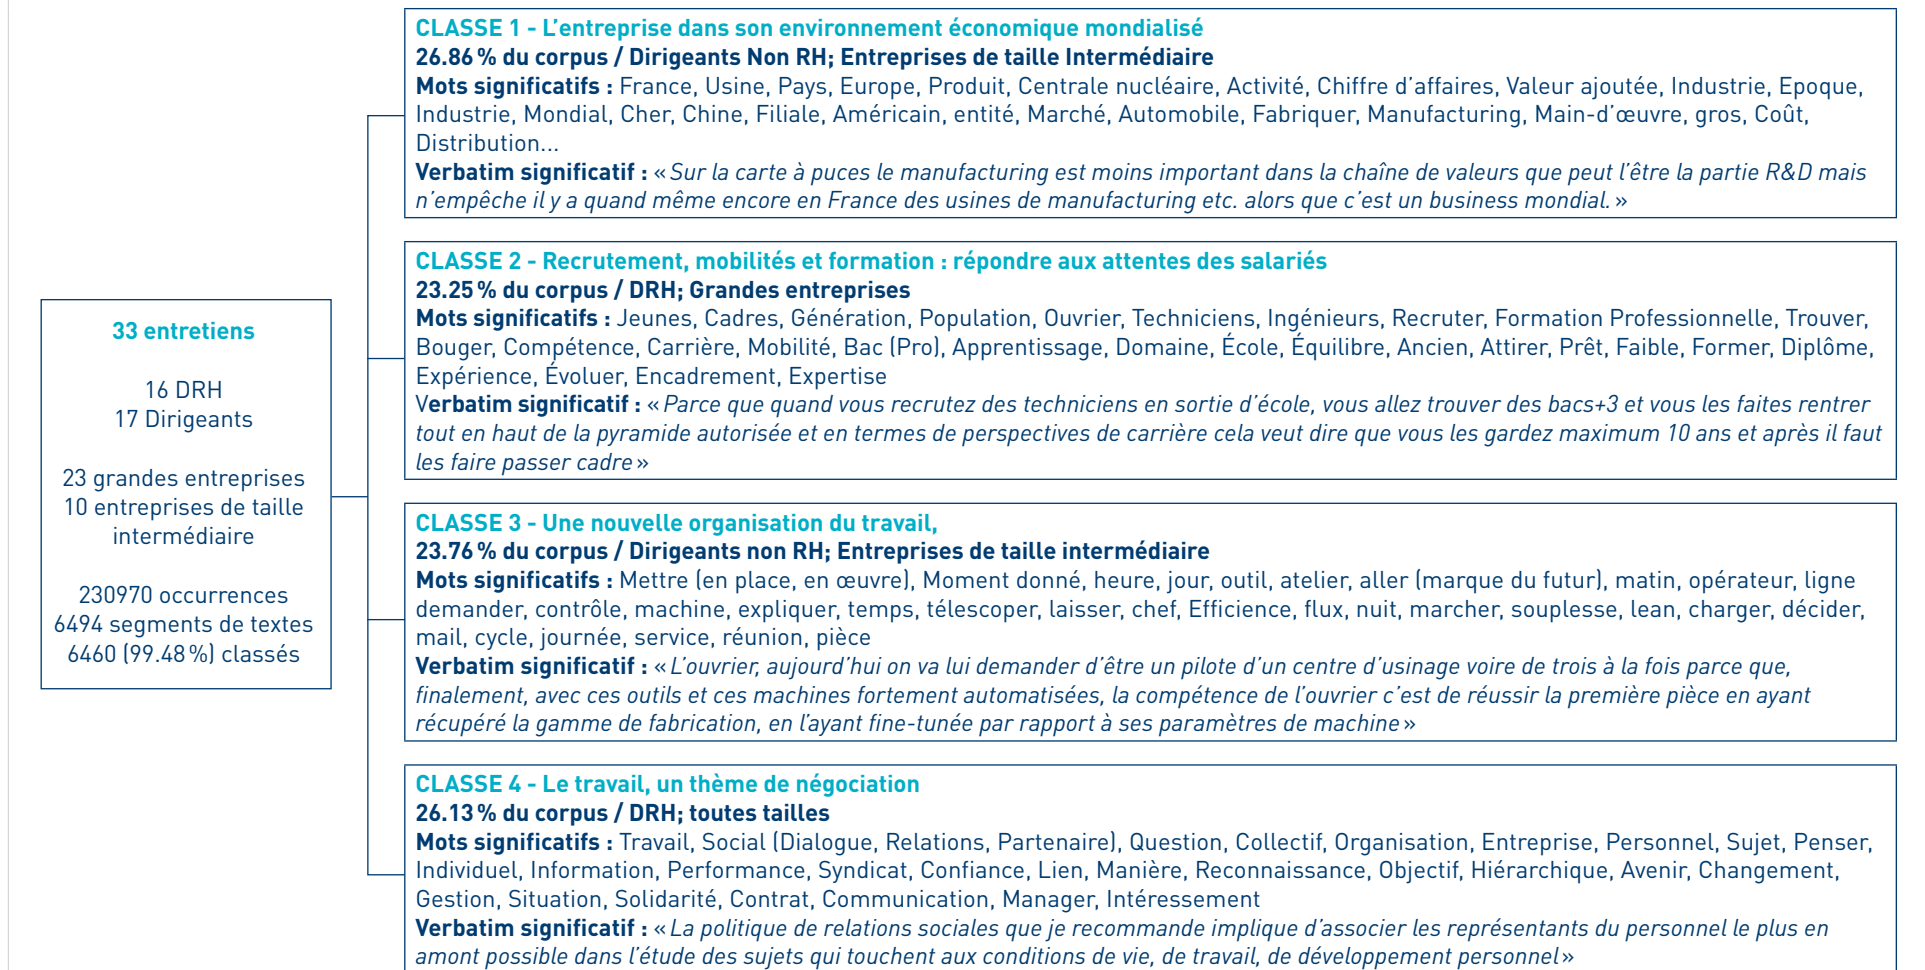 33 entretiens
16 DRH
17 Dirigeants
23 grandes entreprises
10 entreprises de taille
intermédiaire
230970 occurrences
6494 segments de textes
6460 (99.48 %) classés
CLASSE 1 - L’entreprise dans son environnement économique mondialisé
26.86 % du corpus / Dirigeants Non RH; Entreprises de taille Intermédiaire
Mots significatifs : France, Usine, Pays, Europe, Produit, Centrale nucléaire, Activité, Chiffre d’affaires, Valeur ajoutée, Industrie, Epoque,
Industrie, Mondial, Cher, Chine, Filiale, Américain, entité, Marché, Automobile, Fabriquer, Manufacturing, Main-d’œuvre, gros, Coût,
Distribution...
Verbatim significatif : « Sur la carte à puces le manufacturing est moins important dans la chaîne de valeurs que peut l’être la partie R&D mais
n’empêche il y a quand même encore en France des usines de manufacturing etc. alors que c’est un business mondial. »
CLASSE 2 - Recrutement, mobilités et formation : répondre aux attentes des salariés
23.25 % du corpus / DRH; Grandes entreprises
Mots significatifs : Jeunes, Cadres, Génération, Population, Ouvrier, Techniciens, Ingénieurs, Recruter, Formation Professionnelle, Trouver,
Bouger, Compétence, Carrière, Mobilité, Bac (Pro), Apprentissage, Domaine, École, Équilibre, Ancien, Attirer, Prêt, Faible, Former, Diplôme,
Expérience, Évoluer, Encadrement, Expertise
Verbatim significatif : « Parce que quand vous recrutez des techniciens en sortie d’école, vous allez trouver des bacs+3 et vous les faites rentrer
tout en haut de la pyramide autorisée et en termes de perspectives de carrière cela veut dire que vous les gardez maximum 10 ans et après il faut
les faire passer cadre »
CLASSE 3 - Une nouvelle organisation du travail,
23.76 % du corpus / Dirigeants non RH; Entreprises de taille intermédiaire
Mots significatifs : Mettre (en place, en œuvre), Moment donné, heure, jour, outil, atelier, aller (marque du futur), matin, opérateur, ligne
demander, contrôle, machine, expliquer, temps, télescoper, laisser, chef, Efficience, flux, nuit, marcher, souplesse, lean, charger, décider,
mail, cycle, journée, service, réunion, pièce
Verbatim significatif : « L’ouvrier, aujourd’hui on va lui demander d’être un pilote d’un centre d’usinage voire de trois à la fois parce que,
finalement, avec ces outils et ces machines fortement automatisées, la compétence de l’ouvrier c’est de réussir la première pièce en ayant
récupéré la gamme de fabrication, en l’ayant fine-tunée par rapport à ses paramètres de machine »
CLASSE 4 - Le travail, un thème de négociation
26.13 % du corpus / DRH; toutes tailles
Mots significatifs : Travail, Social (Dialogue, Relations, Partenaire), Question, Collectif, Organisation, Entreprise, Personnel, Sujet, Penser,
Individuel, Information, Performance, Syndicat, Confiance, Lien, Manière, Reconnaissance, Objectif, Hiérarchique, Avenir, Changement,
Gestion, Situation, Solidarité, Contrat, Communication, Manager, Intéressement
Verbatim significatif : « La politique de relations sociales que je recommande implique d’associer les représentants du personnel le plus en
amont possible dans l’étude des sujets qui touchent aux conditions de vie, de travail, de développement personnel »